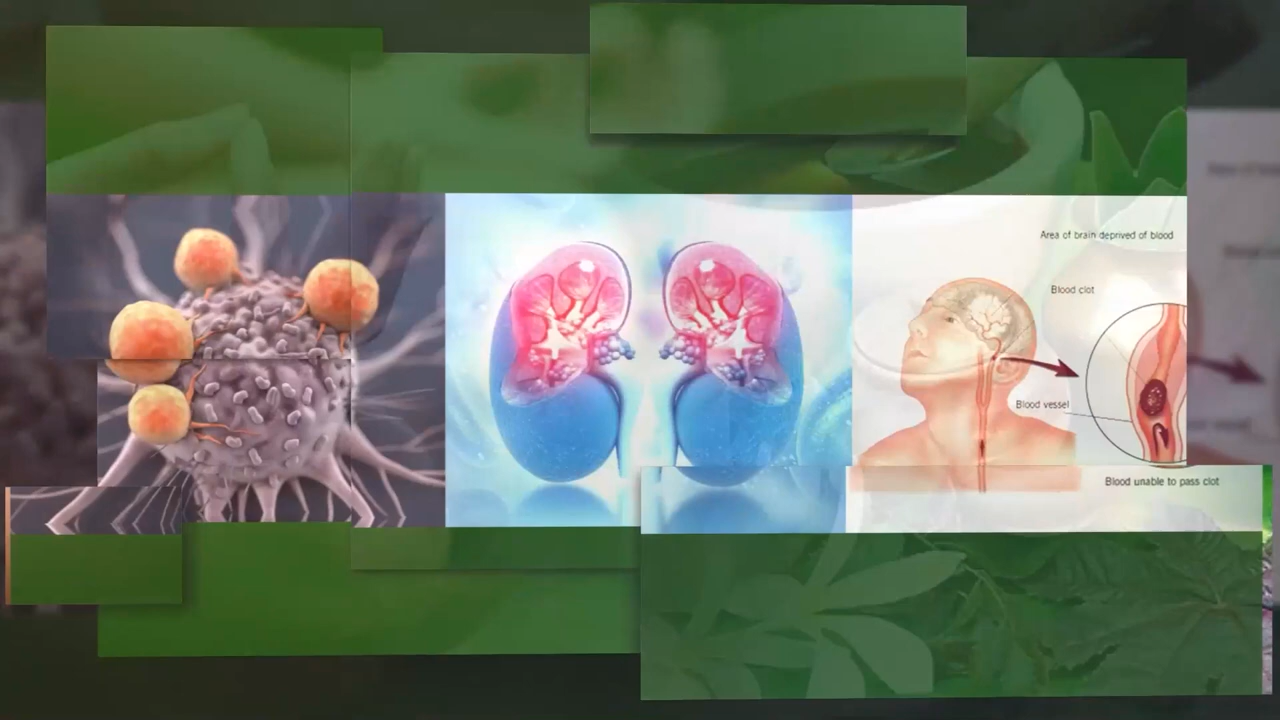 Area of brain deprived of blood
Blood clot
Blood vessel
Blood unable to pass clot